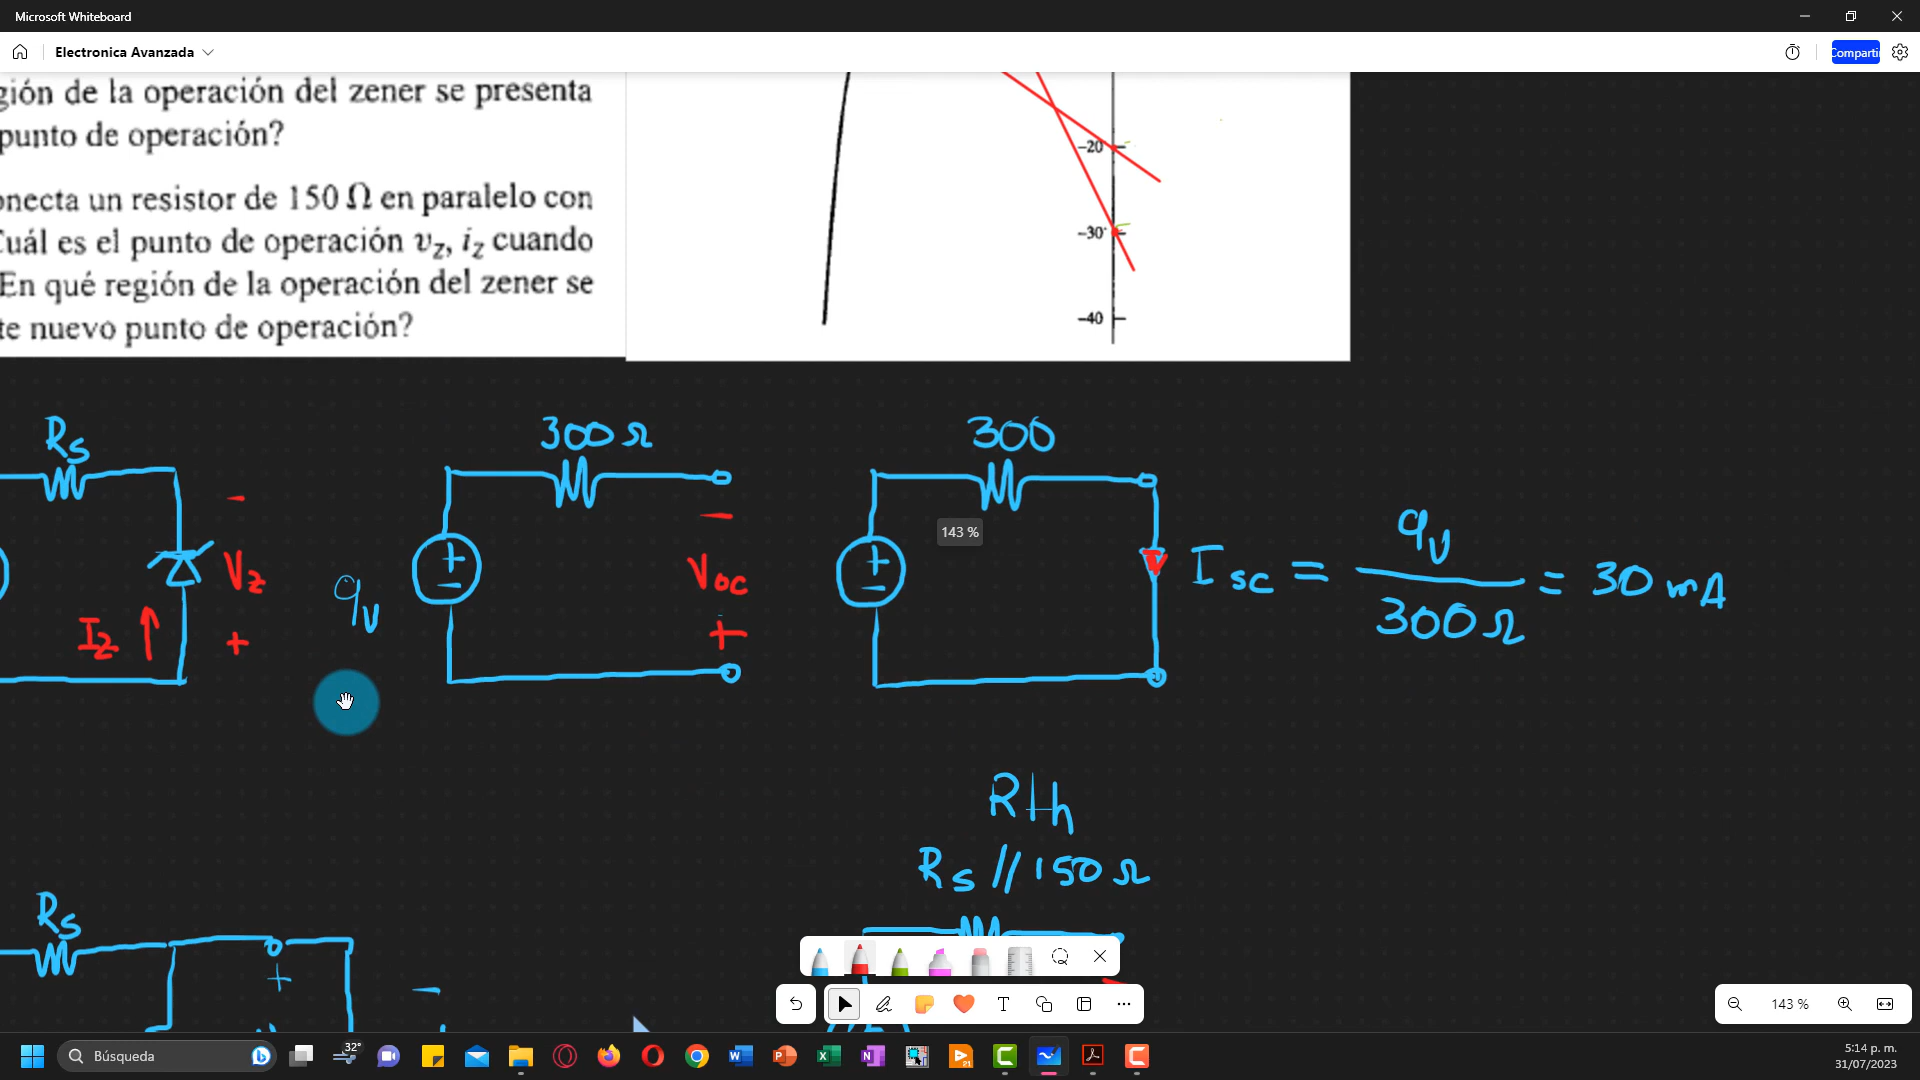 Microsoft Whiteboard
Electronica Avanzada
Comparti
gión de la operación del zener se presenta
punto de operación?
onecta un resistor de 150 Ω en paralelo con
Cuál es el punto de operación vz, iz cuando
En qué región de la operación del zener se
te nuevo punto de operación?
-20
-30
-40
Rs
-
Vz
Iz
+
300 Ω
9v
+
-
-
Voc
+
300
+
-
143 %
Isc = 9v / 300 Ω = 30 mA
Rth
Rs // 150 Ω
Rs
+
-
T
143 %
Búsqueda
32°
5:14 p. m.
31/07/2023